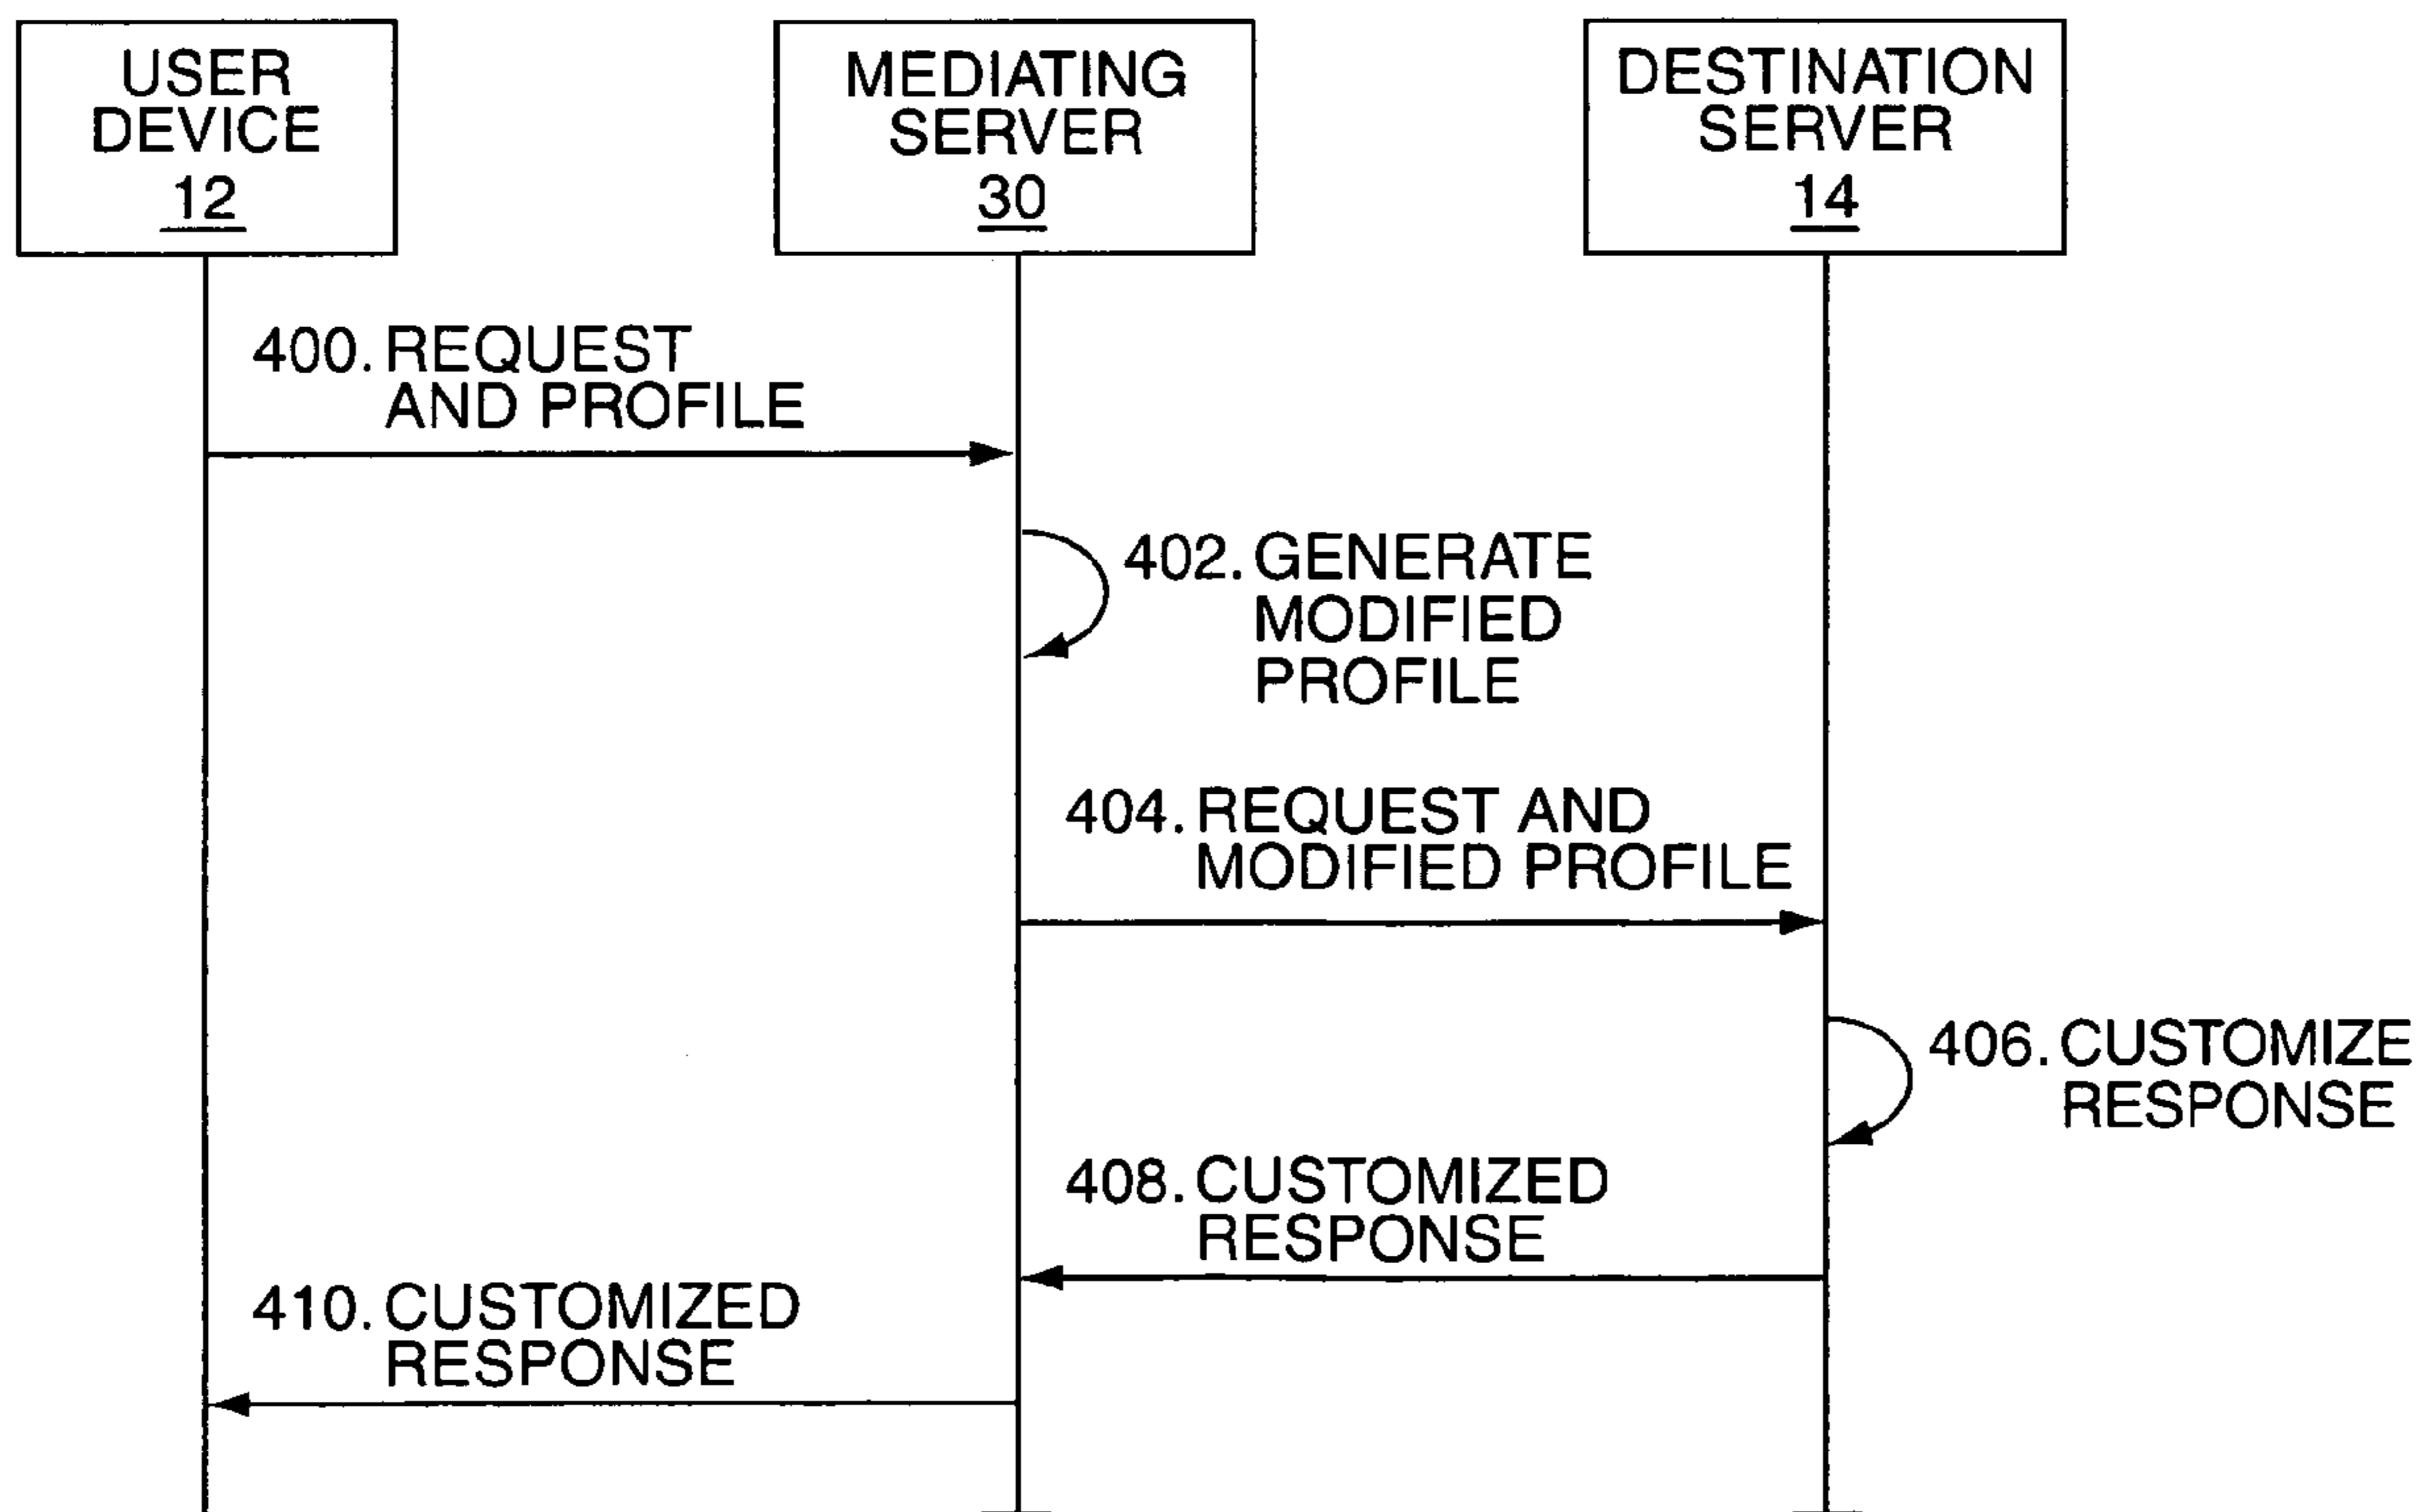 USER
DEVICE
12
MEDIATING
SERVER
30
DESTINATION
SERVER
14
400. REQUEST
AND PROFILE
402. GENERATE
MODIFIED
PROFILE
404. REQUEST AND
MODIFIED PROFILE
406. CUSTOMIZE
RESPONSE
408. CUSTOMIZED
RESPONSE
410. CUSTOMIZED
RESPONSE